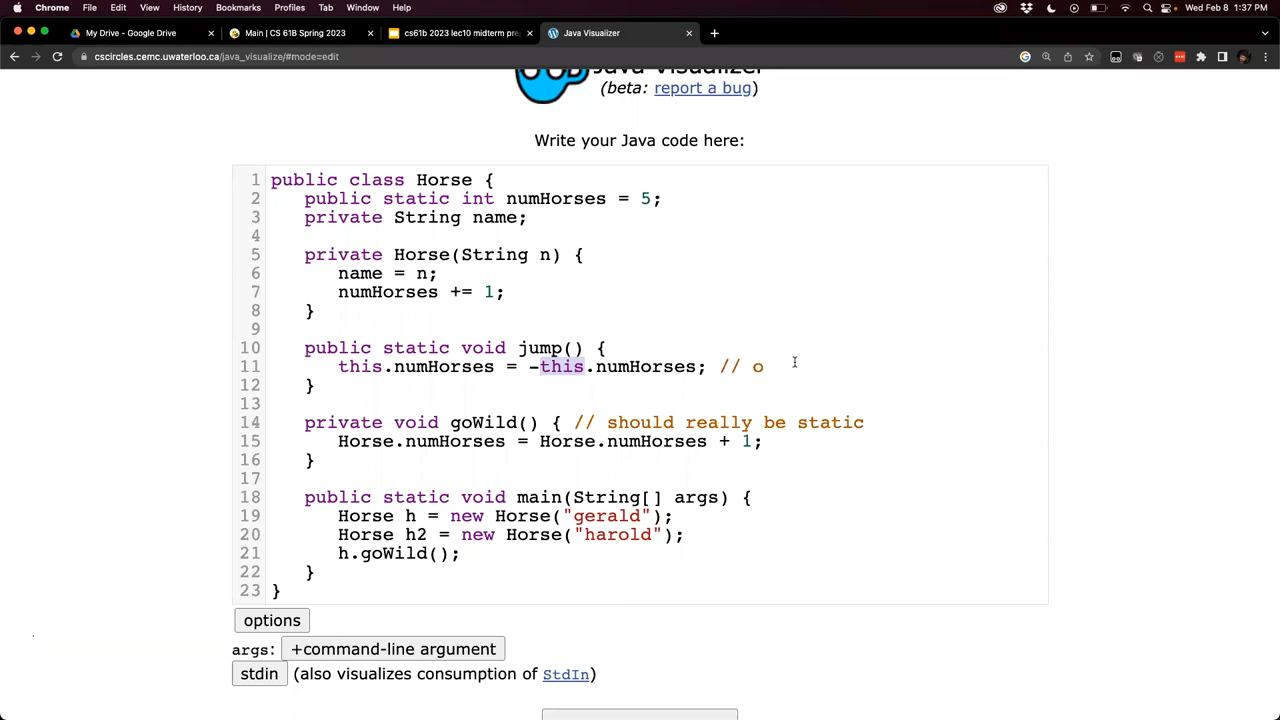 Chrome File Edit View History Bookmarks Profiles Tab Window Help Wed Feb 8 1:37 PM
My Drive - Google Drive Main | CS 61B Spring 2023 cs61b 2023 lec10 midterm pre Java Visualizer
cscircles.cemc.uwaterloo.ca/java_visualize/#mode=edit
Java Visualizer
(beta: report a bug)
Write your Java code here:
1 public class Horse {
2 public static int numHorses = 5;
3 private String name;
4
5 private Horse(String n) {
6 name = n;
7 numHorses += 1;
8 }
9
10 public static void jump() {
11 this.numHorses = -this.numHorses; // o
12 }
13
14 private void goWild() { // should really be static
15 Horse.numHorses = Horse.numHorses + 1;
16 }
17
18 public static void main(String[] args) {
19 Horse h = new Horse("gerald");
20 Horse h2 = new Horse("harold");
21 h.goWild();
22 }
23 }
options
args: +command-line argument
stdin (also visualizes consumption of StdIn)